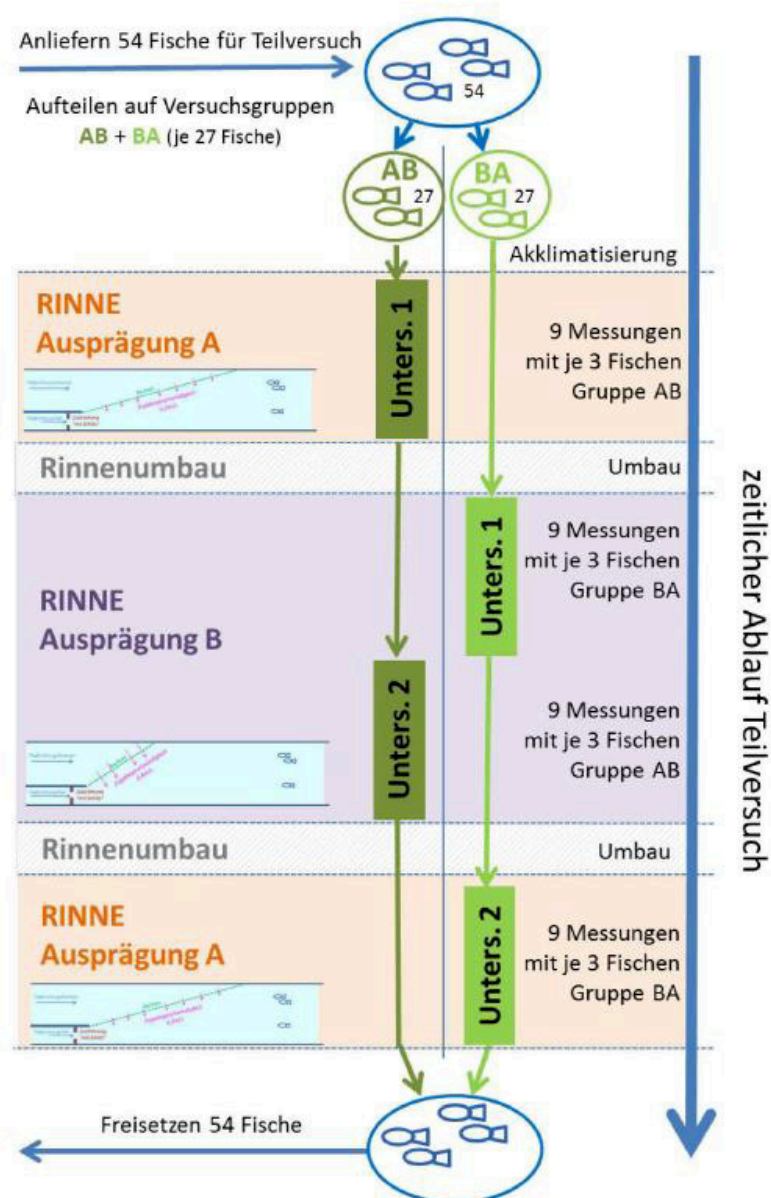 Anliefern 54 Fische für Teilversuch
54
Aufteilen auf Versuchsgruppen
AB + BA (je 27 Fische)
AB
27
BA
27
Akklimatisierung
RINNE
Ausprägung A
Unters. 1
9 Messungen
mit je 3 Fischen
Gruppe AB
Rinnenumbau
Umbau
RINNE
Ausprägung B
Unters. 1
9 Messungen
mit je 3 Fischen
Gruppe BA
Unters. 2
9 Messungen
mit je 3 Fischen
Gruppe AB
Rinnenumbau
Umbau
RINNE
Ausprägung A
Unters. 2
9 Messungen
mit je 3 Fischen
Gruppe BA
zeitlicher Ablauf Teilversuch
Freisetzen 54 Fische